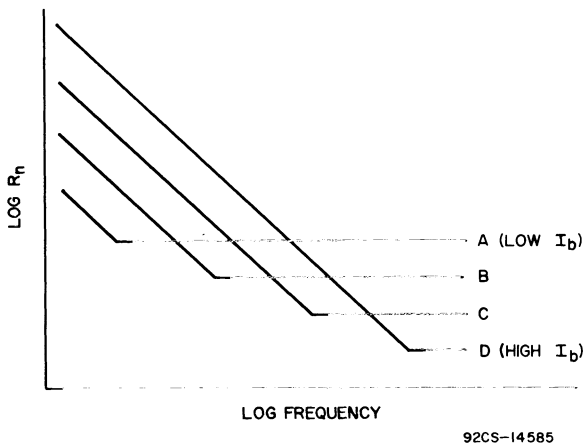 LOG Rn
A (LOW Ib)
B
C
D (HIGH Ib)
LOG FREQUENCY
92CS-14585